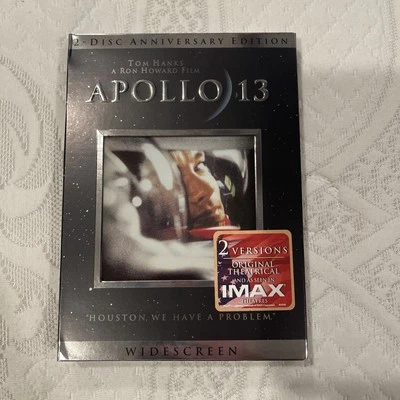 2-Disc Anniversary Edition
Tom Hanks
A Ron Howard Film
APOLLO 13
2 VERSIONS
ORIGINAL
THEATRICAL
AND AS SEEN IN
IMAX
THEATRES
"HOUSTON, WE HAVE A PROBLEM."
WIDESCREEN